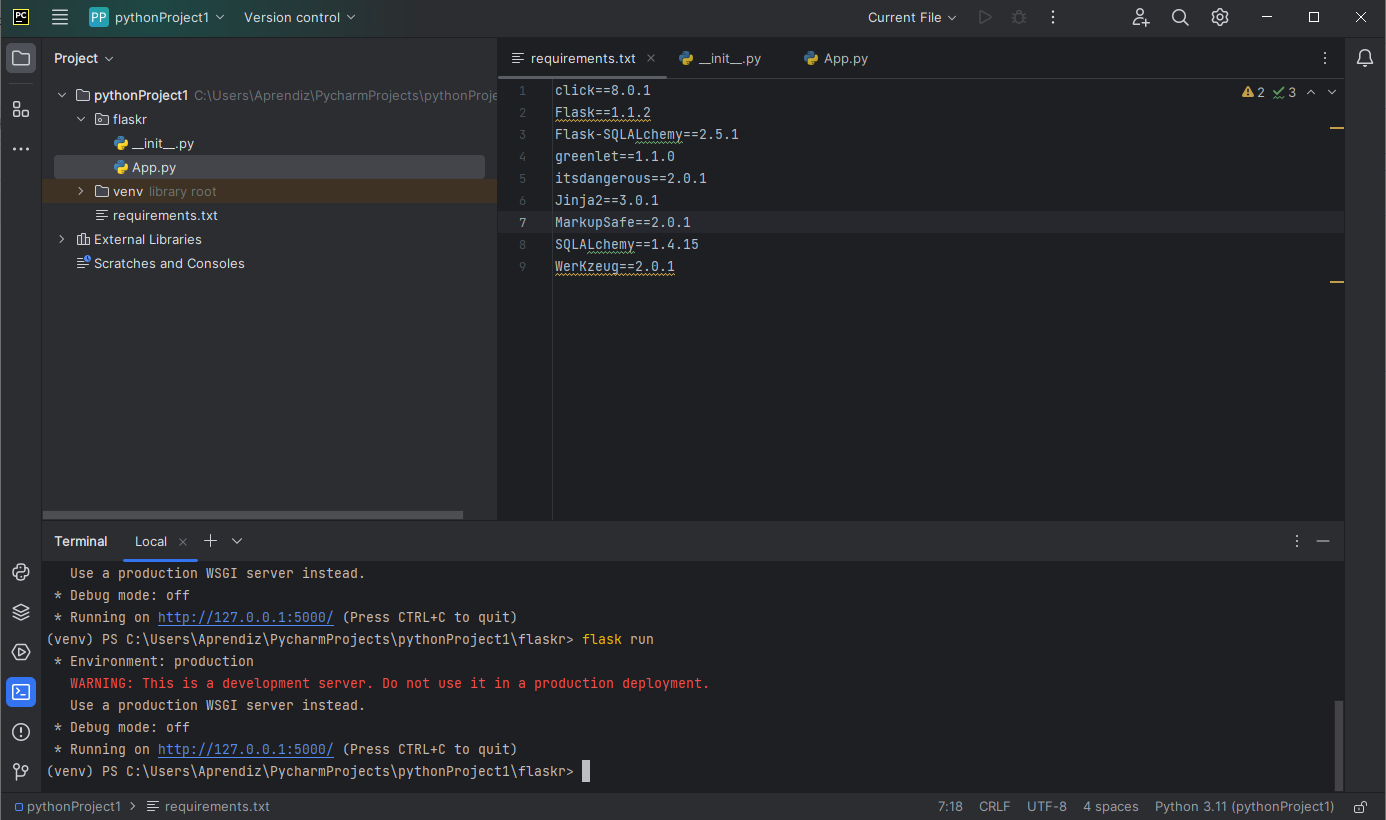 PC PP pythonProject1 Version control Current File
Project
pythonProject1 C:\Users\Aprendiz\PycharmProjects\pythonProje
flaskr
__init__.py
App.py
venv library root
requirements.txt
External Libraries
Scratches and Consoles
requirements.txt __init__.py App.py
2 3
1 click==8.0.1
2 Flask==1.1.2
3 Flask-SQLALchemy==2.5.1
4 greenlet==1.1.0
5 itsdangerous==2.0.1
6 Jinja2==3.0.1
7 MarkupSafe==2.0.1
8 SQLALchemy==1.4.15
9 WerKzeug==2.0.1
Terminal Local
Use a production WSGI server instead.
* Debug mode: off
* Running on http://127.0.0.1:5000/ (Press CTRL+C to quit)
(venv) PS C:\Users\Aprendiz\PycharmProjects\pythonProject1\flaskr> flask run
* Environment: production
WARNING: This is a development server. Do not use it in a production deployment.
Use a production WSGI server instead.
* Debug mode: off
* Running on http://127.0.0.1:5000/ (Press CTRL+C to quit)
(venv) PS C:\Users\Aprendiz\PycharmProjects\pythonProject1\flaskr>
pythonProject1 > requirements.txt 7:18 CRLF UTF-8 4 spaces Python 3.11 (pythonProject1)